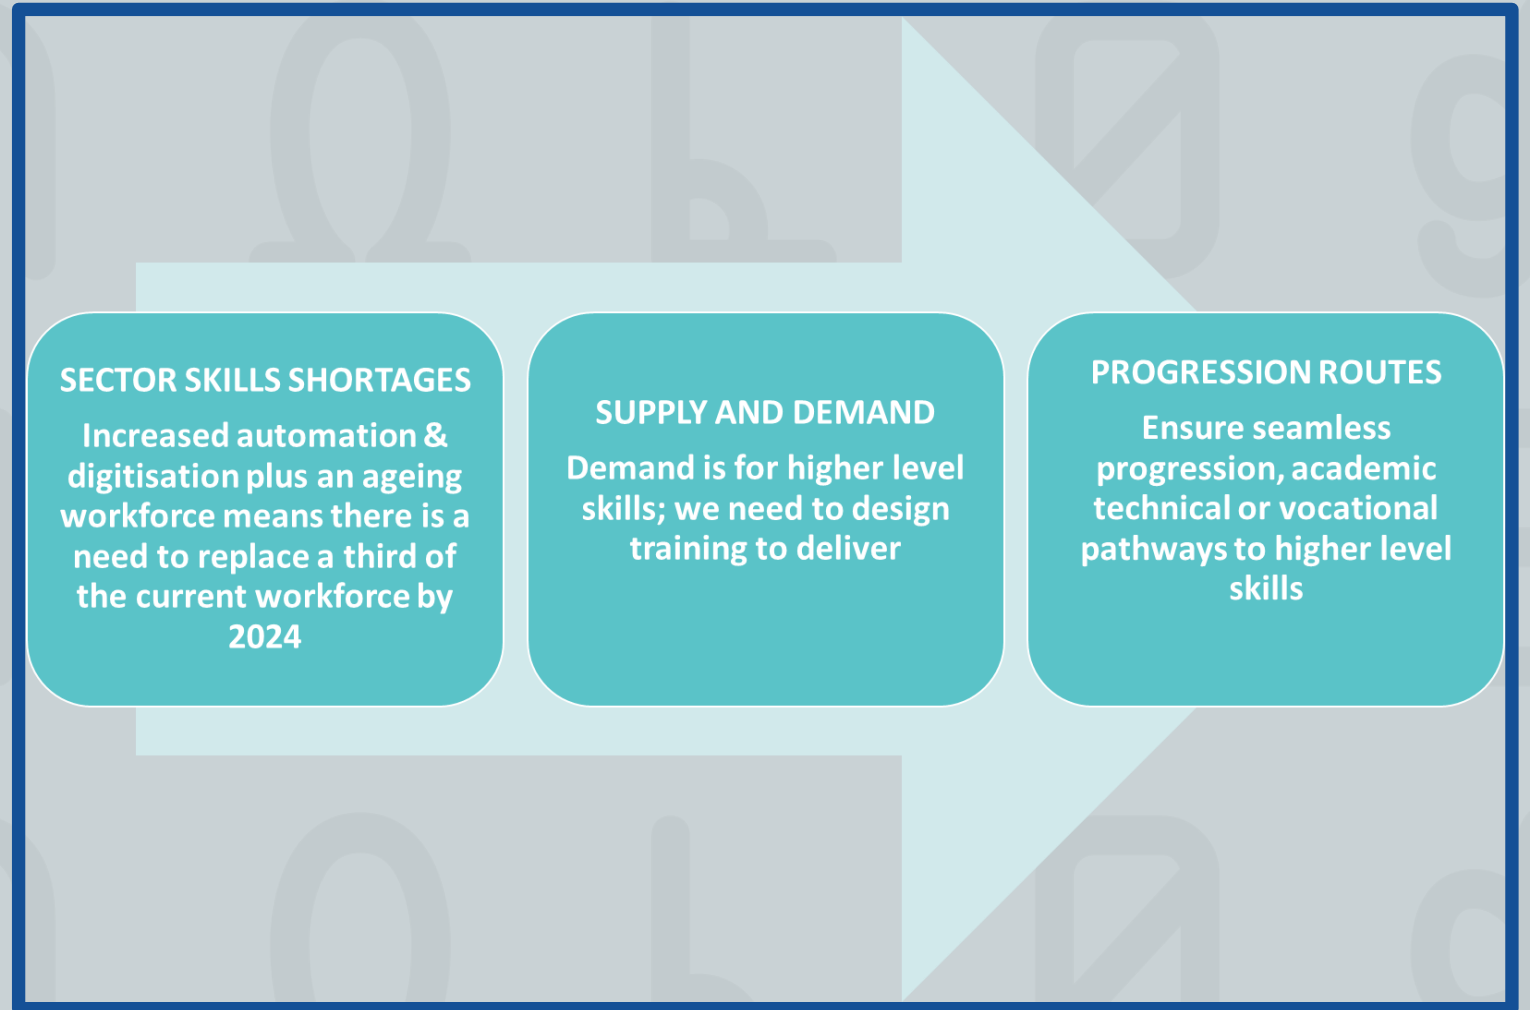 SECTOR SKILLS SHORTAGES
Increased automation &
digitisation plus an ageing
workforce means there is a
need to replace a third of
the current workforce by
2024
SUPPLY AND DEMAND
Demand is for higher level
skills; we need to design
training to deliver
PROGRESSION ROUTES
Ensure seamless
progression, academic
technical or vocational
pathways to higher level
skills